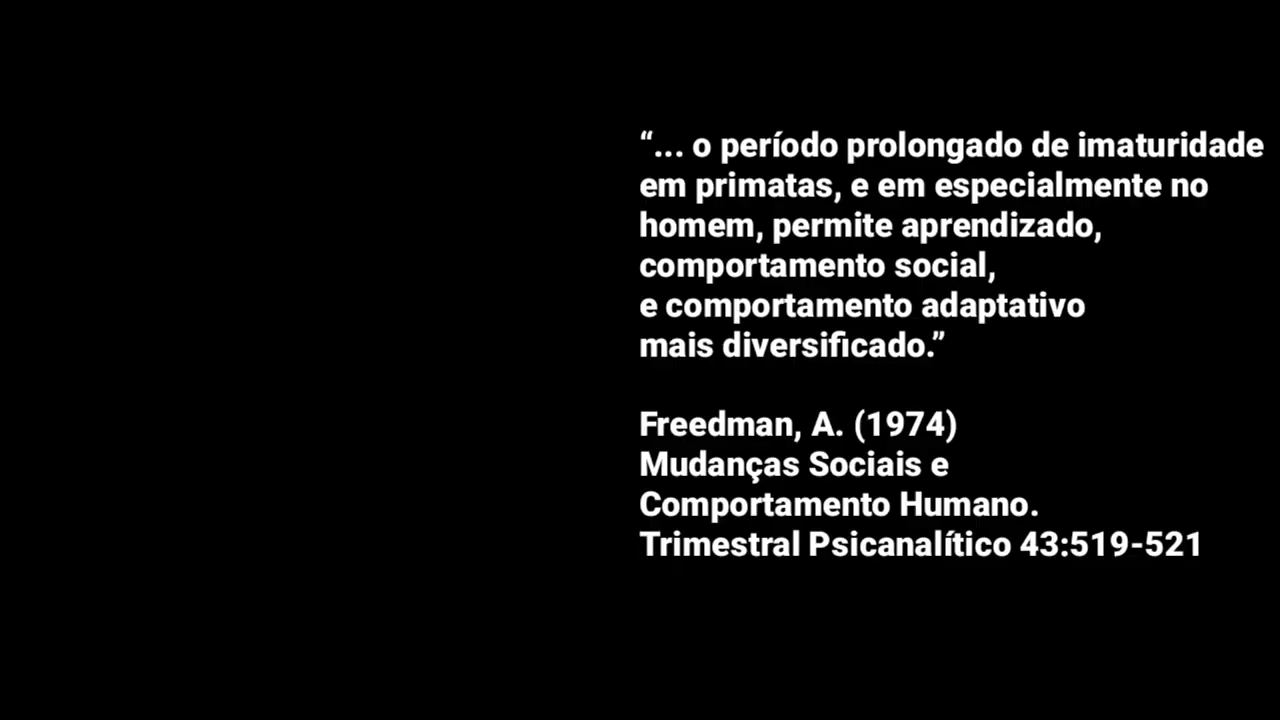 “... o período prolongado de imaturidade
em primatas, e em especialmente no
homem, permite aprendizado,
comportamento social,
e comportamento adaptativo
mais diversificado.”
Freedman, A. (1974)
Mudanças Sociais e
Comportamento Humano.
Trimestral Psicanalítico 43:519-521